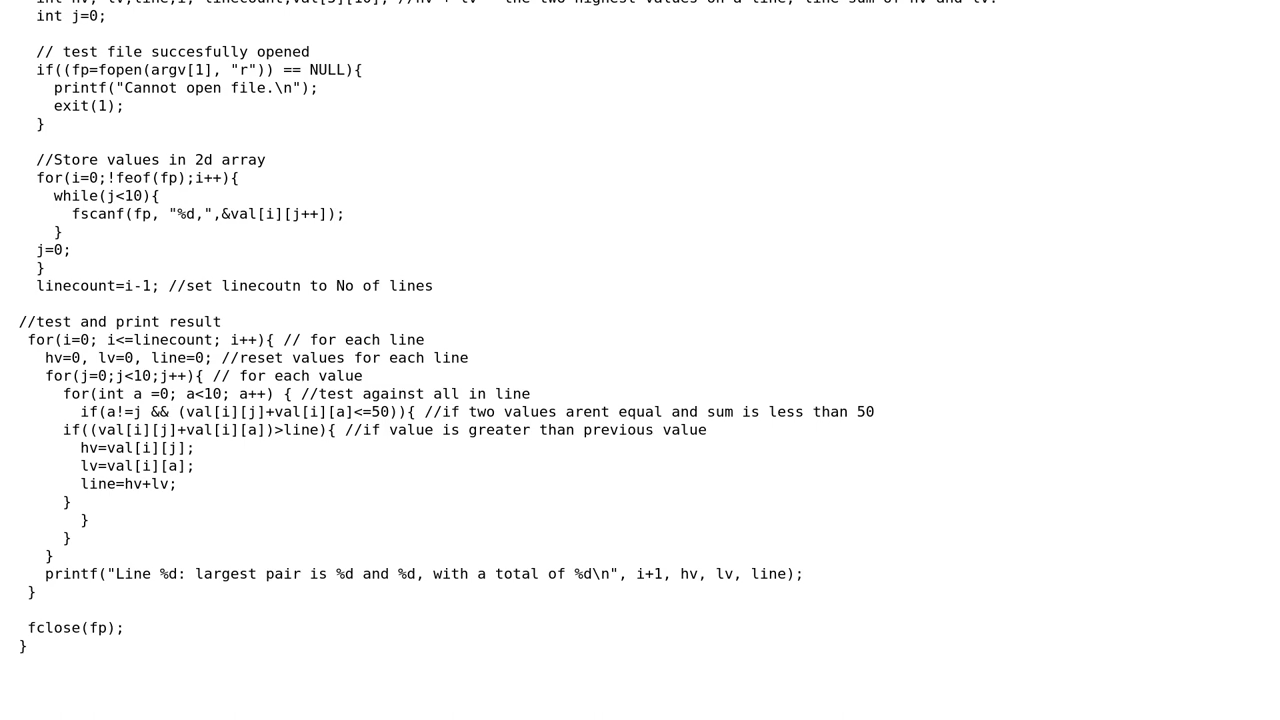 int j=0;

  // test file succesfully opened
  if((fp=fopen(argv[1], "r")) == NULL){
    printf("Cannot open file.\n");
    exit(1);
  }

  //Store values in 2d array
  for(i=0;!feof(fp);i++){
    while(j<10){
      fscanf(fp, "%d,",&val[i][j++]);
    }
  j=0;
  }
  linecount=i-1; //set linecoutn to No of lines

//test and print result
 for(i=0; i<=linecount; i++){ // for each line
   hv=0, lv=0, line=0; //reset values for each line
   for(j=0;j<10;j++){ // for each value
     for(int a =0; a<10; a++) { //test against all in line
       if(a!=j && (val[i][j]+val[i][a]<=50)){ //if two values arent equal and sum is less than 50
     if((val[i][j]+val[i][a])>line){ //if value is greater than previous value
       hv=val[i][j];
       lv=val[i][a];
       line=hv+lv;
     }
       }
     }
   }
   printf("Line %d: largest pair is %d and %d, with a total of %d\n", i+1, hv, lv, line);
 }

 fclose(fp);
}